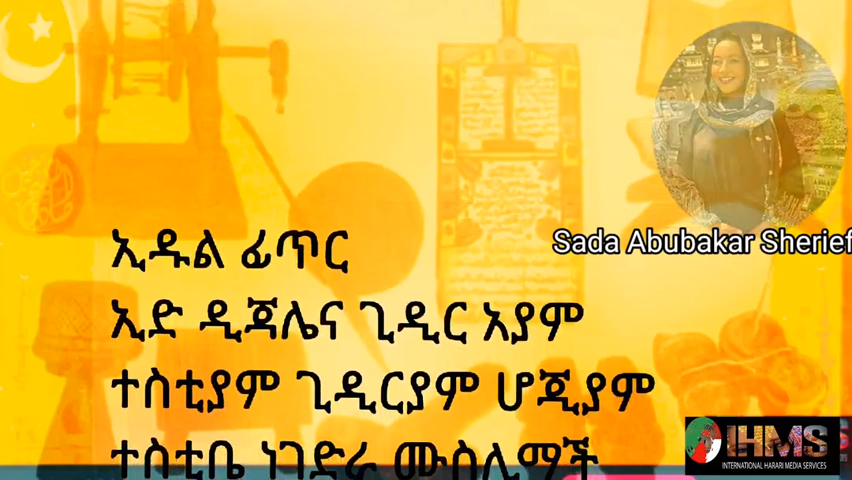 ኢዱል ፊጥር
Sada Abubakar Sherief
ኢድ ዲጃሌና ጊዲር አያም
ተስቲያም ጊዲርያም ሆጂያም
ተስቲቤ ነገድራ ሙስሊማች
IHMS
INTERNATIONAL HARARI MEDIA SERVICES